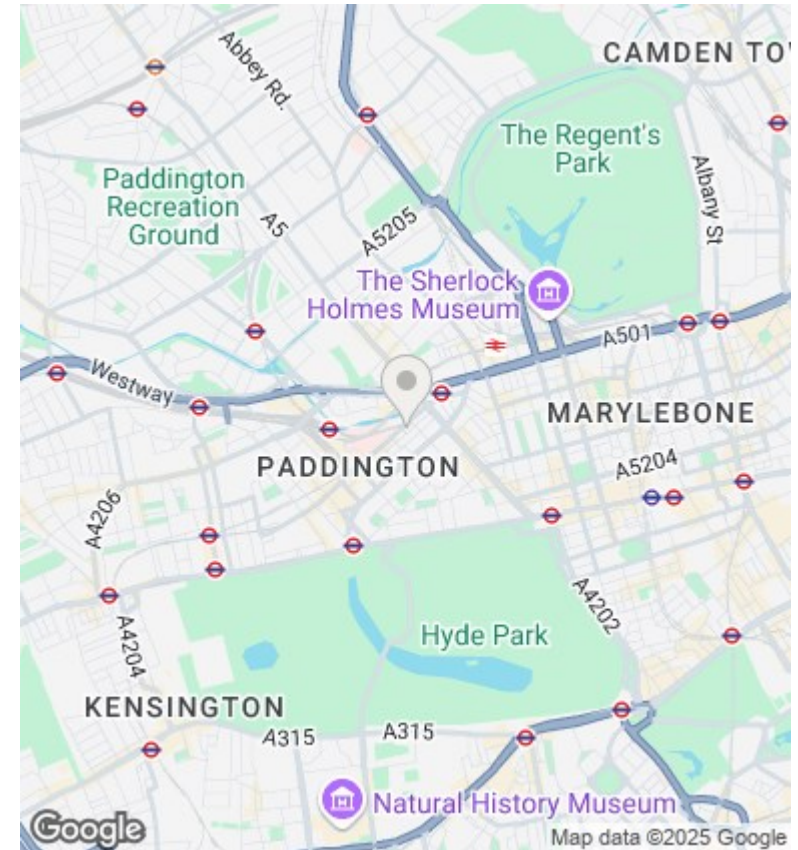 Abbey Rd.
CAMDEN TO
The Regent's
Park
Albany St
Paddington
Recreation
Ground
A5
A5205
The Sherlock
Holmes Museum
A501
Westway
MARYLEBONE
PADDINGTON
A5204
A4206
A4202
Hyde Park
A4204
KENSINGTON
A315
A315
Natural History Museum
Google
Map data ©2025 Google